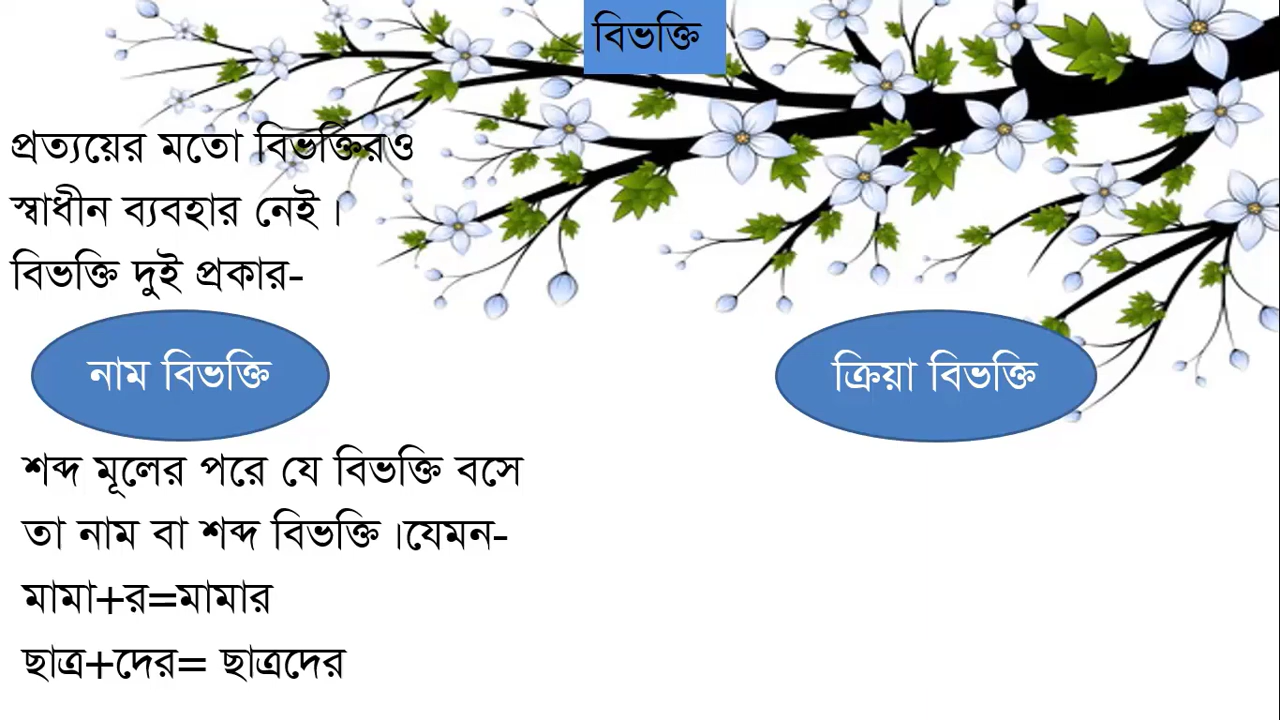 বিভক্তি
প্রত্যয়ের মতো বিভক্তিরও
স্বাধীন ব্যবহার নেই।
বিভক্তি দুই প্রকার-
নাম বিভক্তি
ক্রিয়া বিভক্তি
শব্দ মূলের পরে যে বিভক্তি বসে
তা নাম বা শব্দ বিভক্তি।যেমন-
মামা+র=মামার
ছাত্র+দের= ছাত্রদের